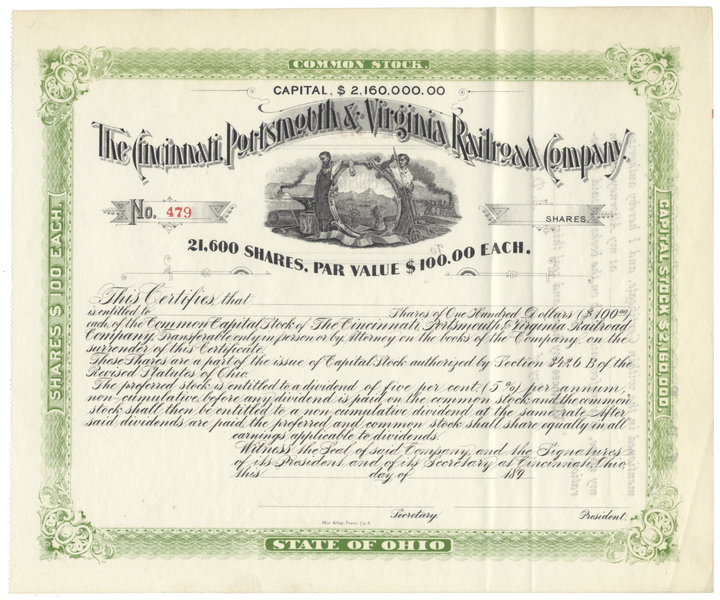 COMMON STOCK.
CAPITAL. $ 2,160,000.00
The Cincinnati, Portsmouth & Virginia Railroad Company.
No. 479
SHARES.
21,600 SHARES. PAR VALUE $100.00 EACH.
SHARES $100 EACH.
CAPITAL STOCK $2,160,000.
This Certifies, that
is entitled to Shares of One Hundred Dollars ($100.00)
each, of the Common Capital Stock of The Cincinnati, Portsmouth & Virginia Railroad
Company, Transferable only in person or by Attorney on the books of the Company, on the
surrender of this Certificate.
These Shares are a part of the issue of Capital Stock authorized by Section 3426 B of the
Revised Statutes of Ohio.
The preferred stock is entitled to a dividend of five per cent. (5%) per annum,
non-cumulative before any dividend is paid on the common stock and the common
stock shall then be entitled to a non-cumulative dividend at the same rate. After
said dividends are paid the preferred and common stock shall share equally in all
earnings applicable to dividends.
Witness the Seal of said Company, and the Signatures
of its President and of its Secretary at Cincinnati, Ohio,
this day of 189
Secretary. President.
STATE OF OHIO